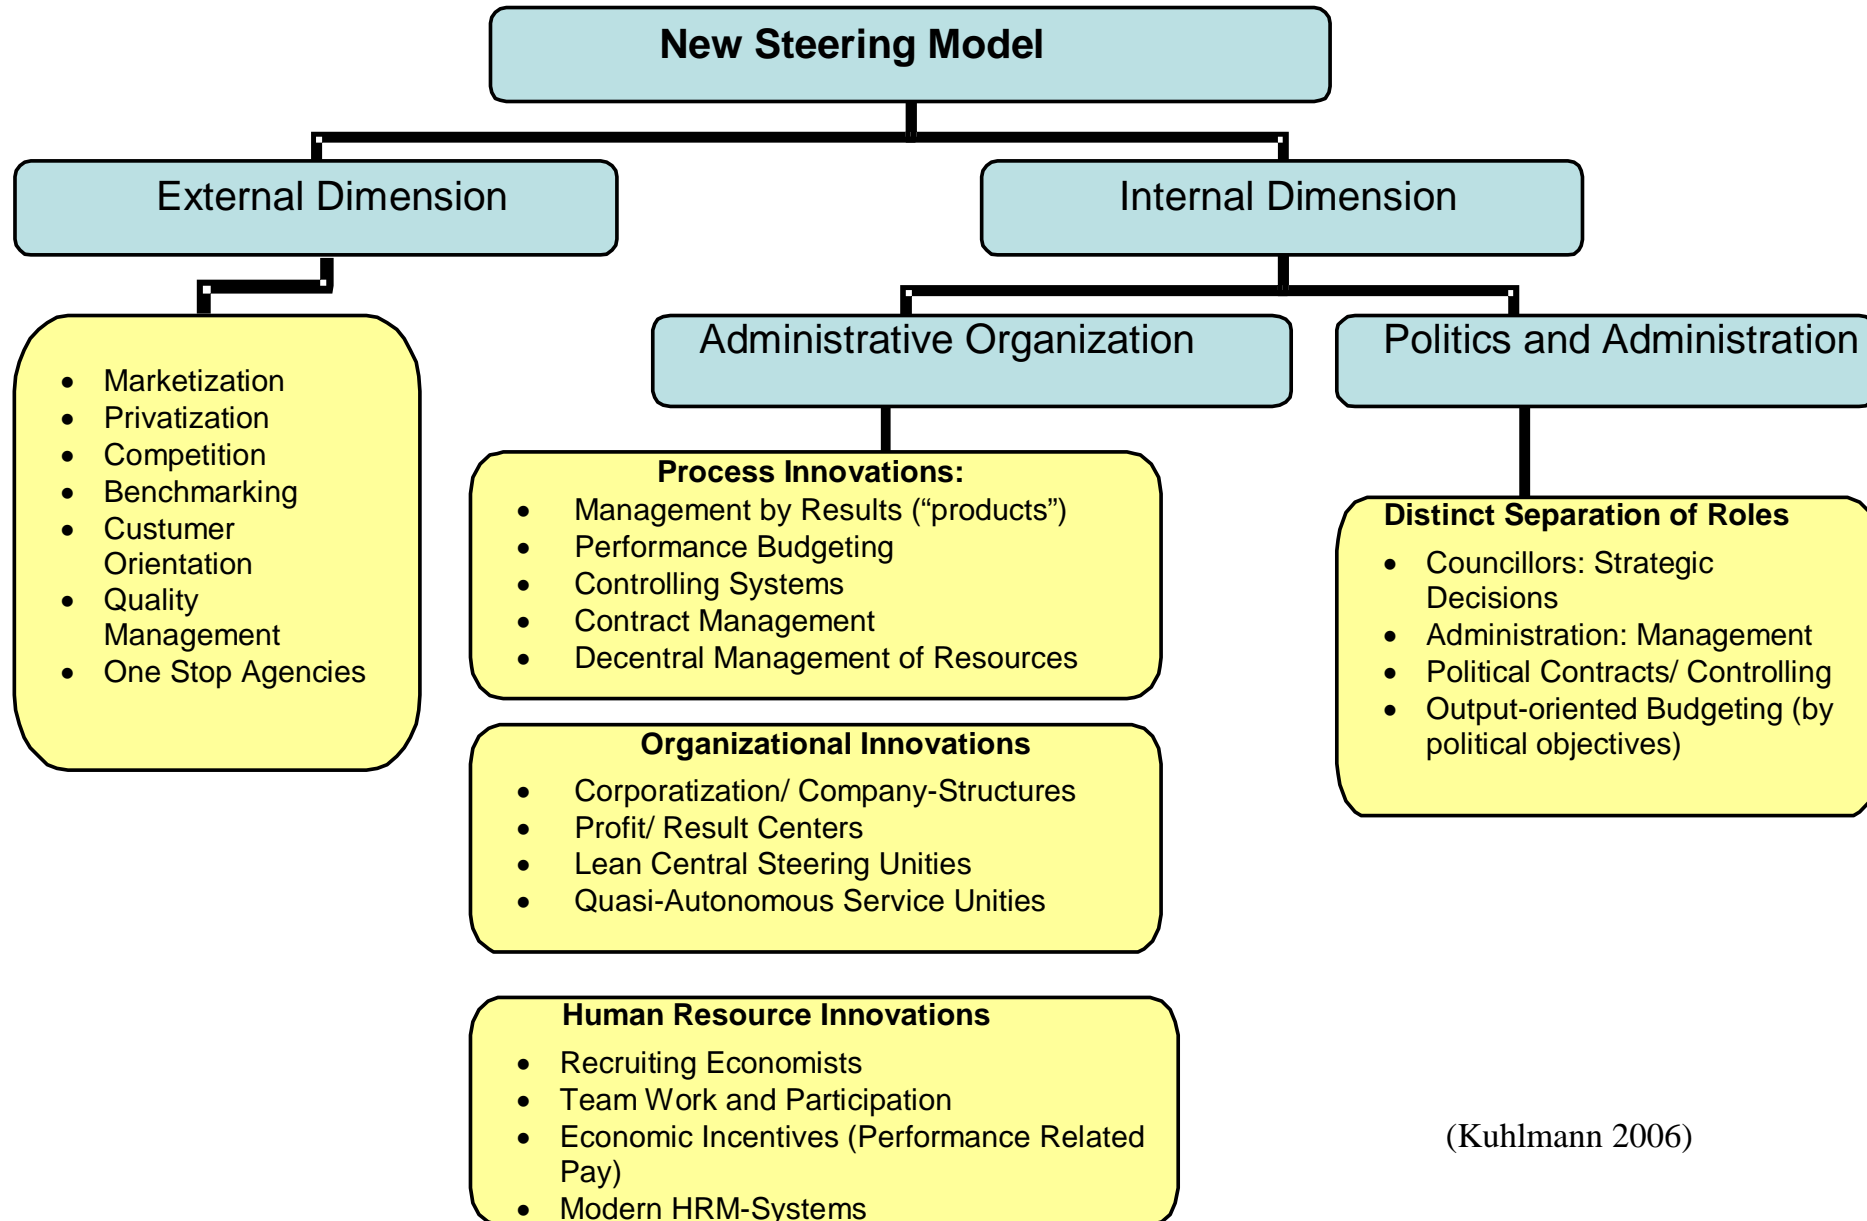 New Steering Model
External Dimension
Internal Dimension
Administrative Organization
Politics and Administration
• Marketization
• Privatization
• Competition
• Benchmarking
• Custumer
Orientation
• Quality
Management
• One Stop Agencies
Process Innovations:
• Management by Results (“products”)
• Performance Budgeting
• Controlling Systems
• Contract Management
• Decentral Management of Resources
Organizational Innovations
• Corporatization/ Company-Structures
• Profit/ Result Centers
• Lean Central Steering Unities
• Quasi-Autonomous Service Unities
Human Resource Innovations
• Recruiting Economists
• Team Work and Participation
• Economic Incentives (Performance Related
Pay)
• Modern HRM-Systems
Distinct Separation of Roles
• Councillors: Strategic
Decisions
• Administration: Management
• Political Contracts/ Controlling
• Output-oriented Budgeting (by
political objectives)
(Kuhlmann 2006)